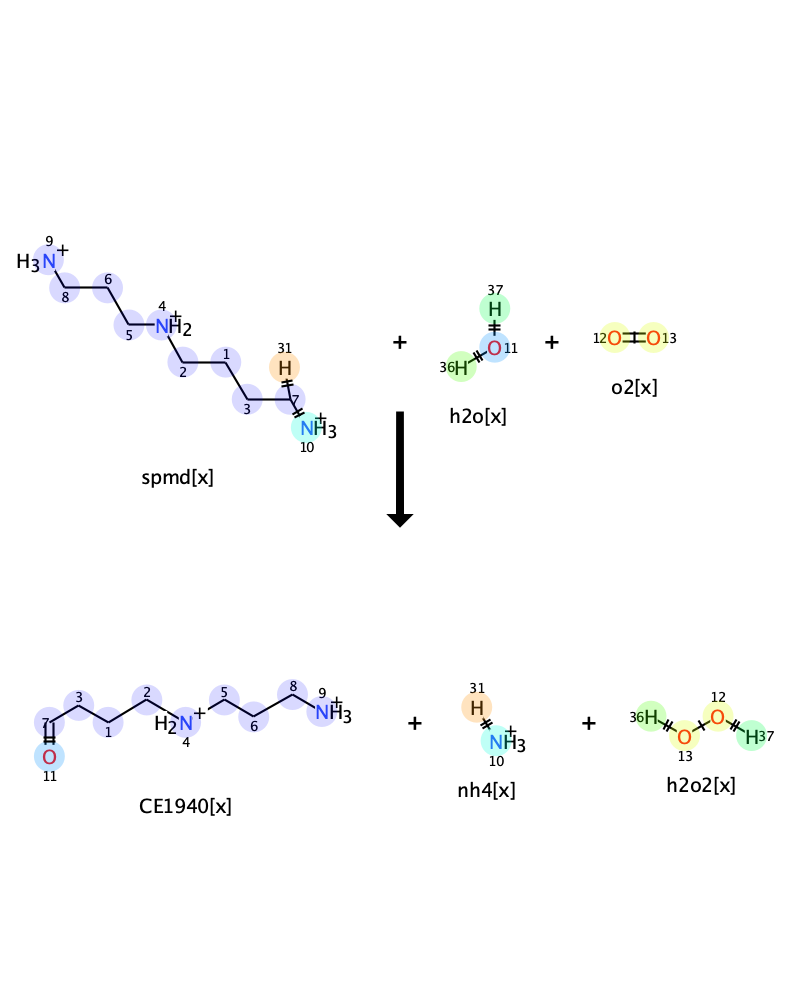 9
+
H3N
8
6
4
+
NH2
5
2
1
3
31
H
7
+
NH3
10
spmd[x]
+
37
H
O 11
36 H
h2o[x]
+
12 O O 13
o2[x]
7
3
1
2
H2N
+
4
5
6
8
9
+
NH3
O
11
CE1940[x]
+
31
H
+
NH3
10
nh4[x]
+
36 H
O
13
12
O
H 37
h2o2[x]